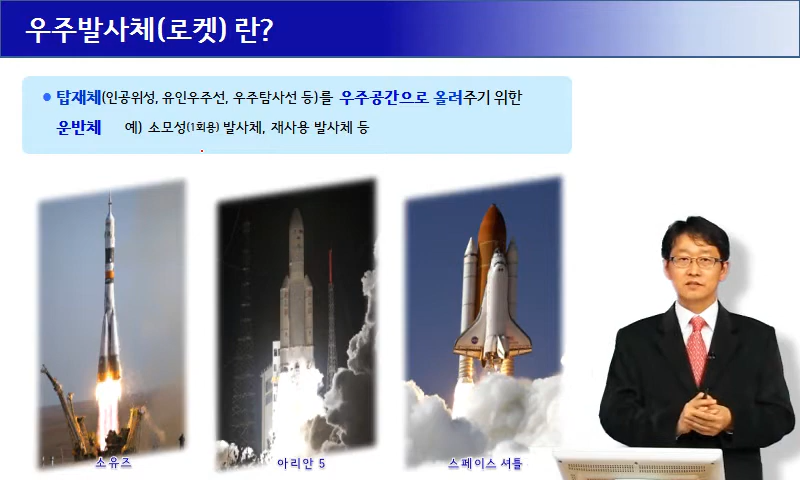 우주발사체(로켓) 란?
● 탑재체(인공위성, 유인우주선, 우주탐사선 등)를 우주공간으로 올려주기 위한
운반체 예) 소모성(1회용) 발사체, 재사용 발사체 등
소유즈
아리안 5
스페이스 셔틀